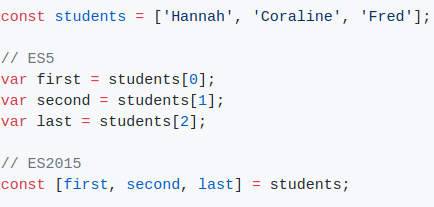 const students = ['Hannah', 'Coraline', 'Fred'];
// ES5
var first = students[0];
var second = students[1];
var last = students[2];
// ES2015
const [first, second, last] = students;